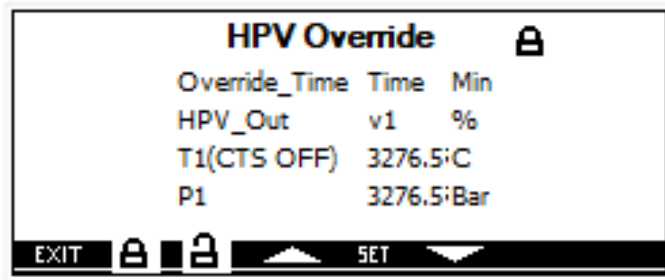 HPV Override
Override_Time Time Min
HPV_Out v1 %
T1(CTS OFF) 3276.5 C
P1 3276.5 Bar
EXIT SET